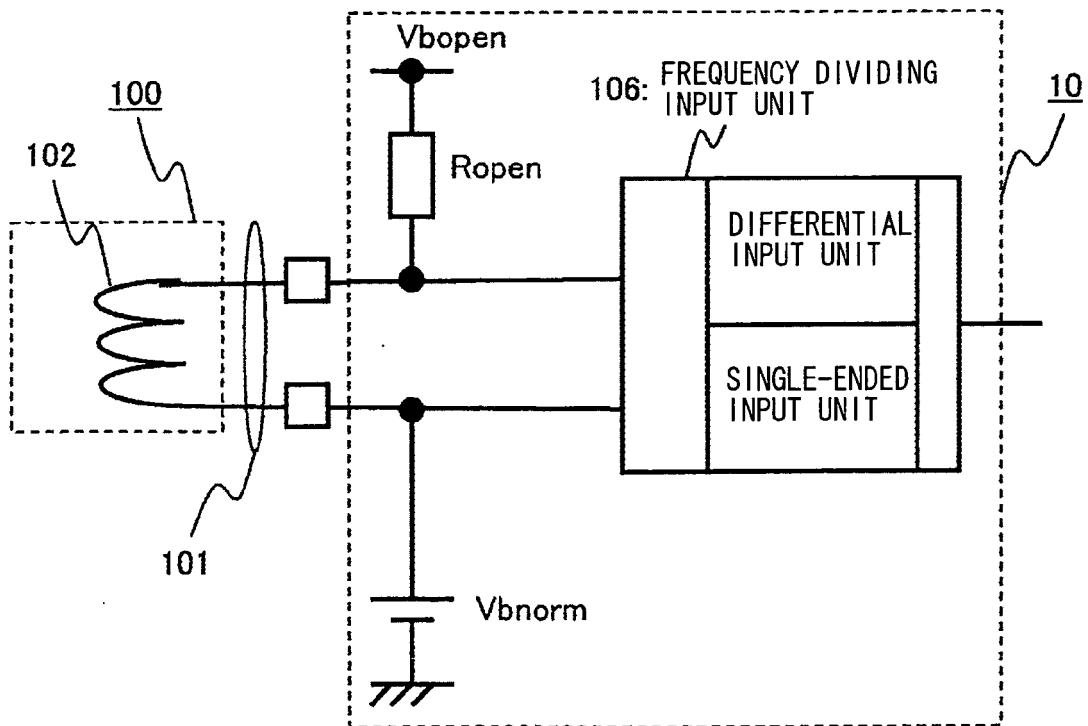 Vbopen
106: FREQUENCY DIVIDING
INPUT UNIT
10
100
102
Ropen
DIFFERENTIAL
INPUT UNIT
SINGLE-ENDED
INPUT UNIT
101
Vbnorm